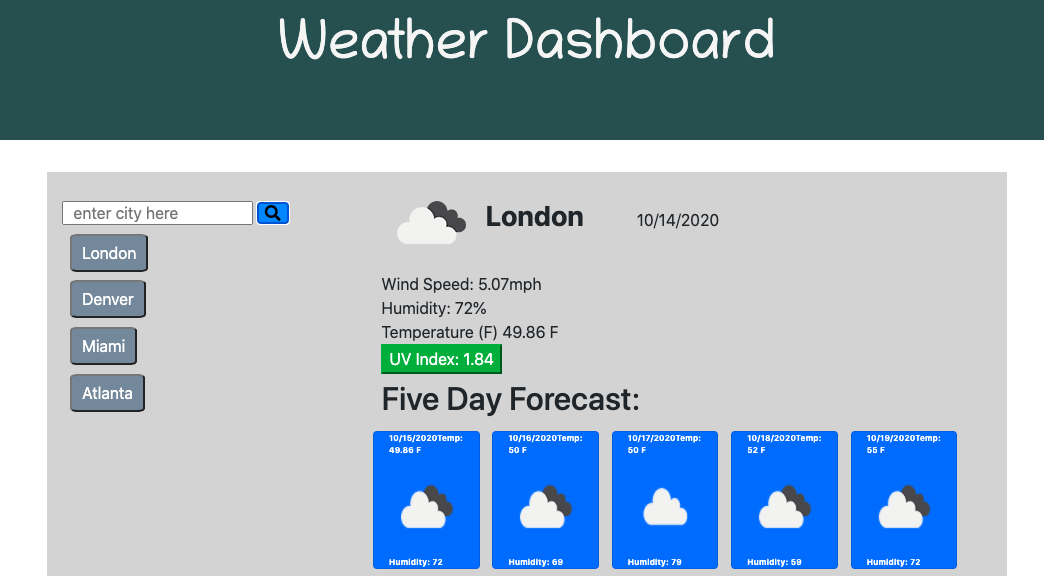 Weather Dashboard
enter city here
London
Denver
Miami
Atlanta
London 10/14/2020
Wind Speed: 5.07mph
Humidity: 72%
Temperature (F) 49.86 F
UV Index: 1.84
Five Day Forecast:
10/15/2020Temp:
49.86 F
Humidity: 72
10/16/2020Temp:
50 F
Humidity: 69
10/17/2020Temp:
50 F
Humidity: 79
10/18/2020Temp:
52 F
Humidity: 59
10/19/2020Temp:
55 F
Humidity: 72